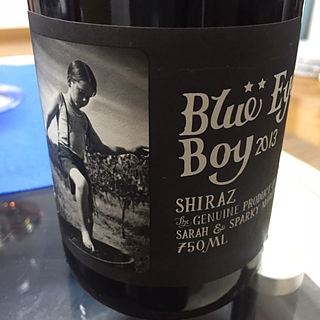 Blue Ey
Boy 2013
SHIRAZ
The GENUINE PRODUCT
SARAH & SPARKY
750ML